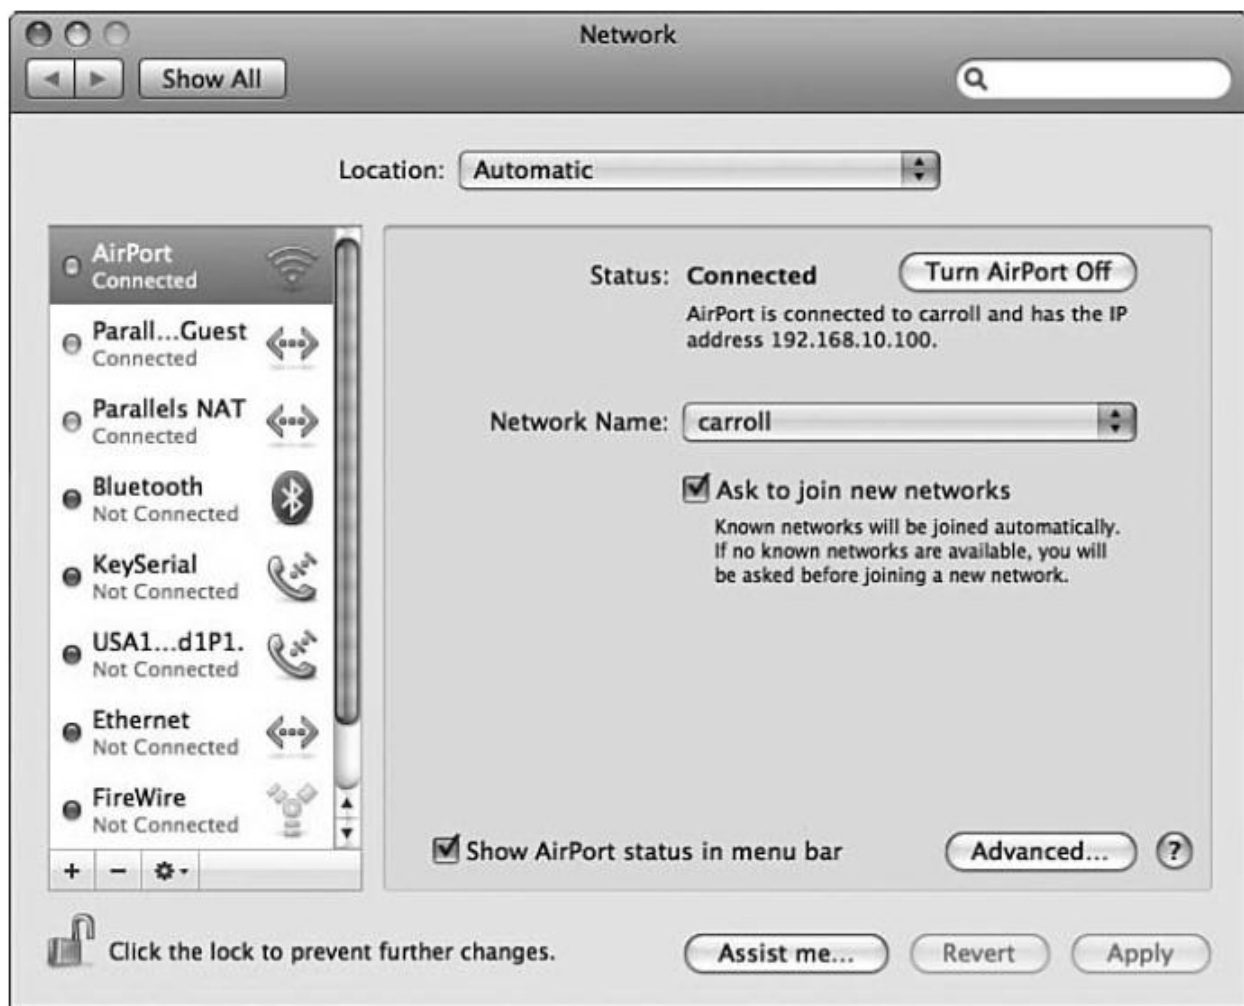 Network
Show All
Location: Automatic
AirPort
Connected
Parall...Guest
Connected
Parallels NAT
Connected
Bluetooth
Not Connected
KeySerial
Not Connected
USA1...d1P1.
Not Connected
Ethernet
Not Connected
FireWire
Not Connected
Status: Connected
Turn AirPort Off
AirPort is connected to carroll and has the IP
address 192.168.10.100.
Network Name: carroll
Ask to join new networks
Known networks will be joined automatically.
If no known networks are available, you will
be asked before joining a new network.
Show AirPort status in menu bar
Advanced...
?
Click the lock to prevent further changes.
Assist me...
Revert
Apply